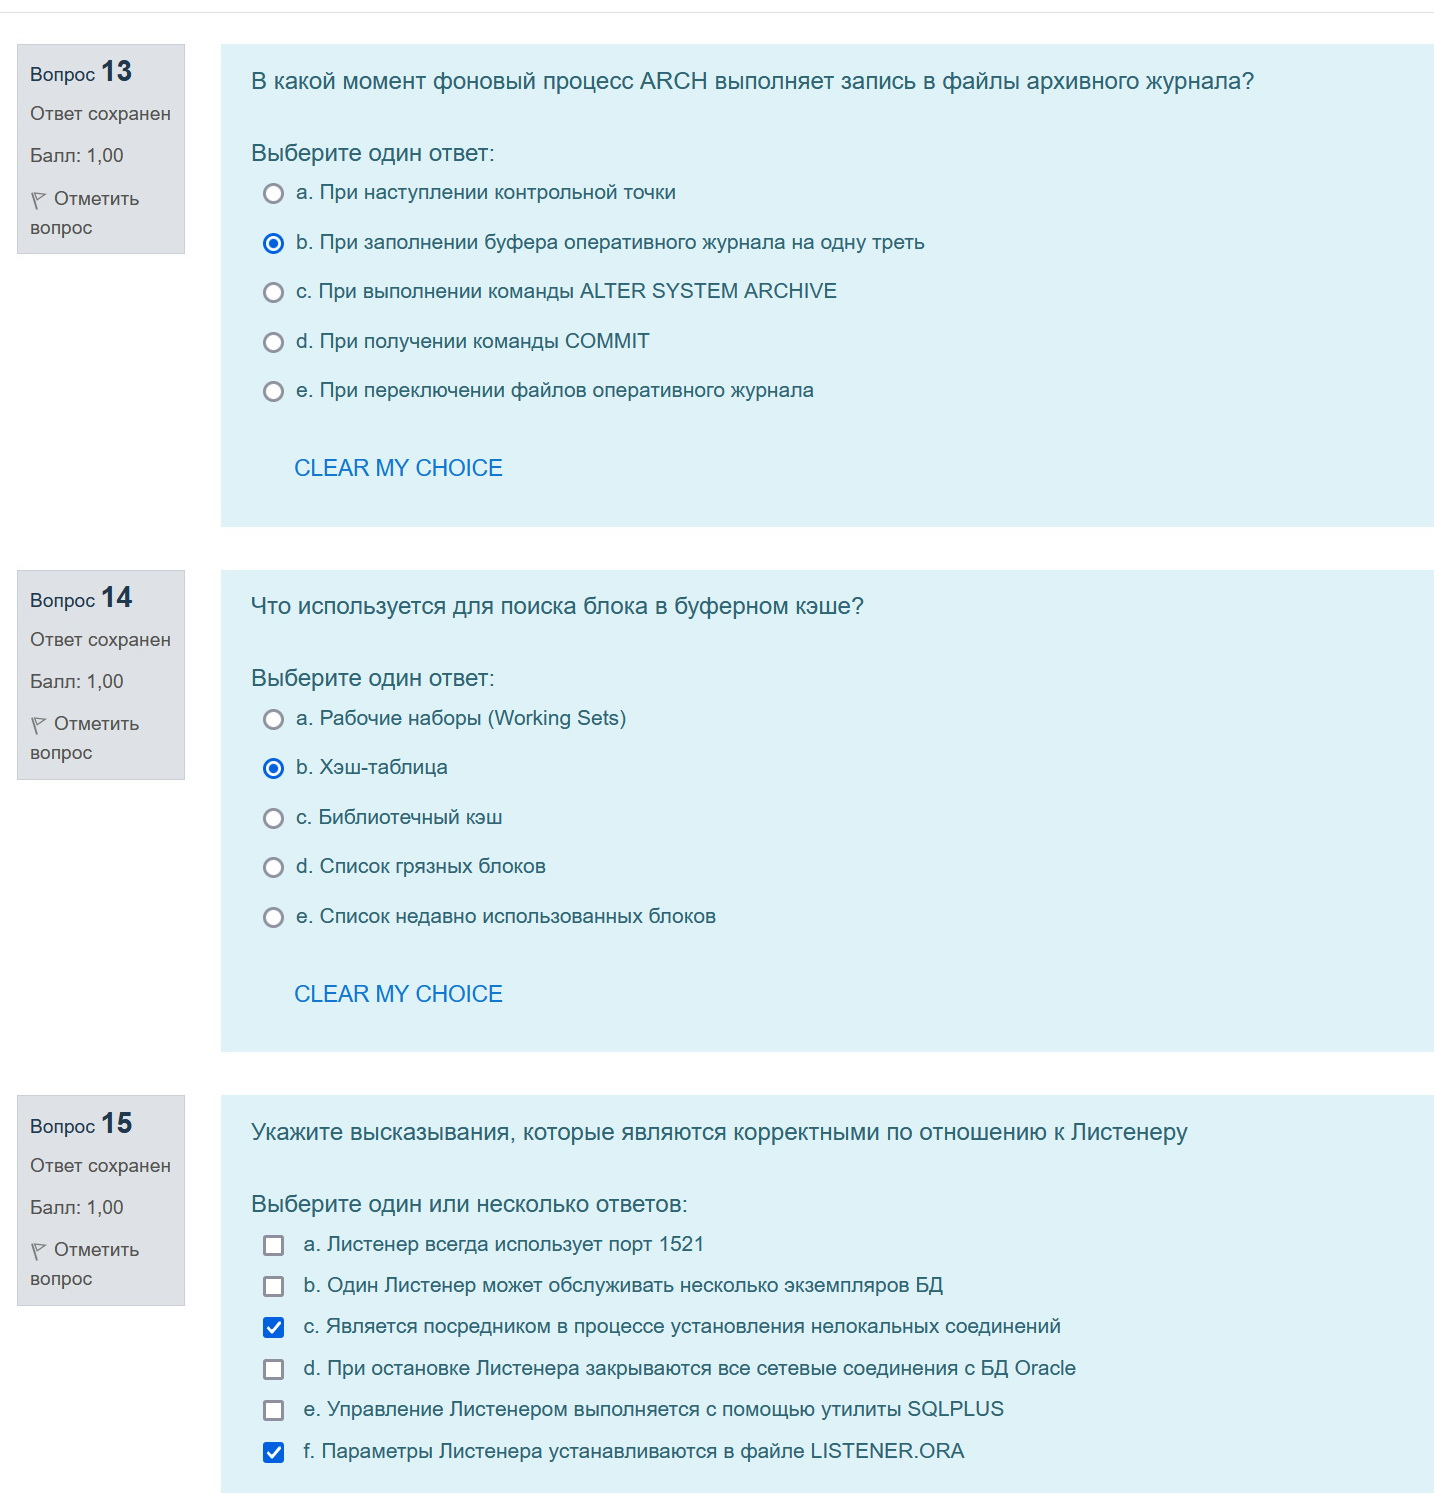 Вопрос 13
Ответ сохранен
Балл: 1,00
Отметить
вопрос
В какой момент фоновый процесс ARCH выполняет запись в файлы архивного журнала?
Выберите один ответ:
a. При наступлении контрольной точки
b. При заполнении буфера оперативного журнала на одну треть
c. При выполнении команды ALTER SYSTEM ARCHIVE
d. При получении команды COMMIT
e. При переключении файлов оперативного журнала
CLEAR MY CHOICE
Вопрос 14
Ответ сохранен
Балл: 1,00
Отметить
вопрос
Что используется для поиска блока в буферном кэше?
Выберите один ответ:
a. Рабочие наборы (Working Sets)
b. Хэш-таблица
c. Библиотечный кэш
d. Список грязных блоков
e. Список недавно использованных блоков
CLEAR MY CHOICE
Вопрос 15
Ответ сохранен
Балл: 1,00
Отметить
вопрос
Укажите высказывания, которые являются корректными по отношению к Листенеру
Выберите один или несколько ответов:
a. Листенер всегда использует порт 1521
b. Один Листенер может обслуживать несколько экземпляров БД
c. Является посредником в процессе установления нелокальных соединений
d. При остановке Листенера закрываются все сетевые соединения с БД Oracle
e. Управление Листенером выполняется с помощью утилиты SQLPLUS
f. Параметры Листенера устанавливаются в файле LISTENER.ORA